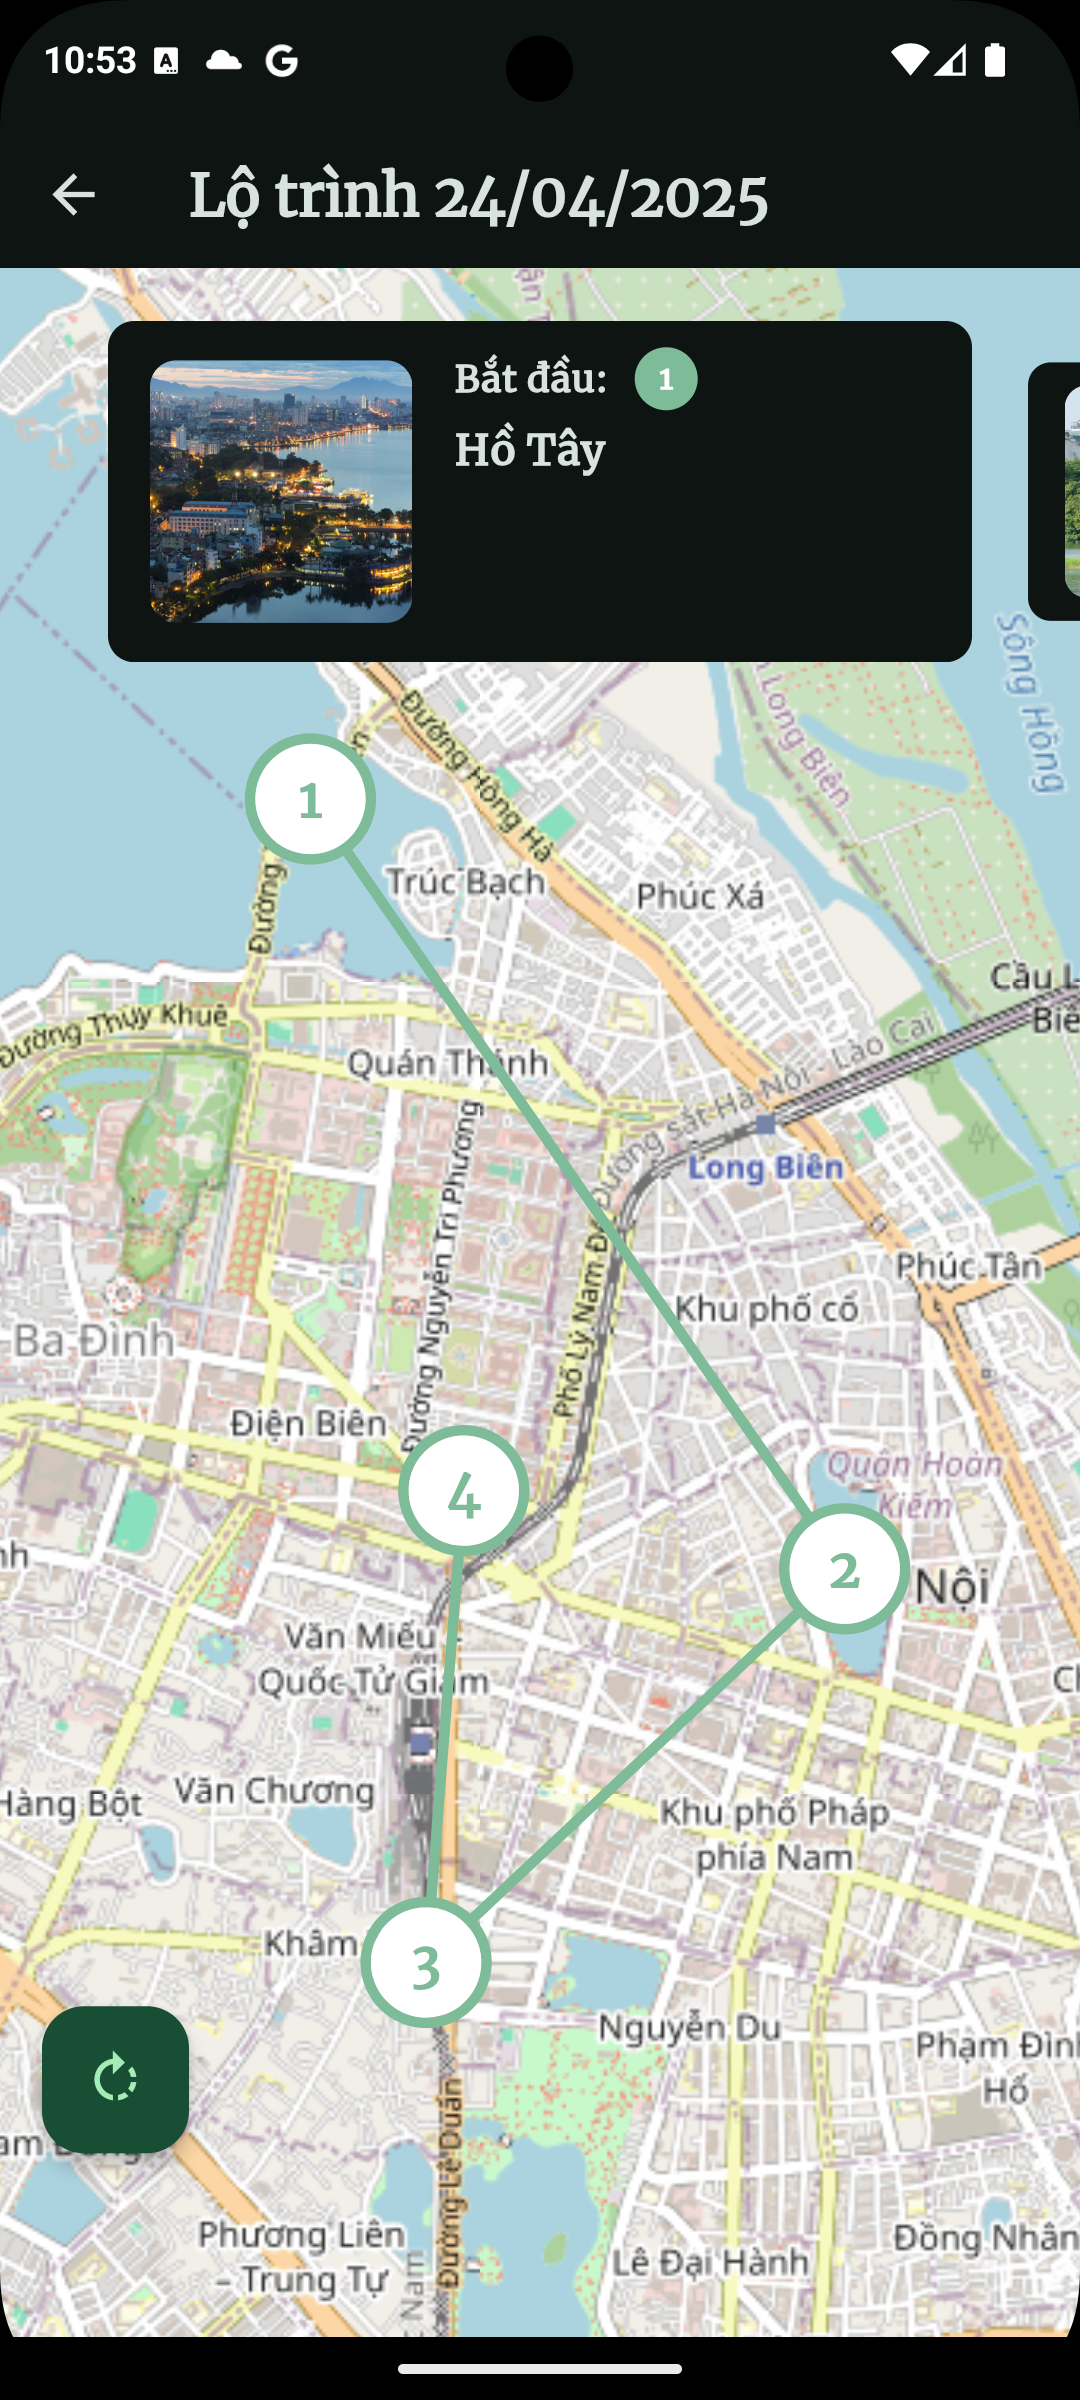 10:53
Lộ trình 24/04/2025
Bắt đầu: 1
Hồ Tây
Sông Hồng
Long Biên
Đường Hồng Hà
1
Trúc Bạch
Phúc Xá
Đường
Cầu L
Biê
Đường Thụy Khuê
Quán Thánh
Đường sắt Hà Nội - Lào Cai
Long Biên
Đường Nguyễn Tri Phương
Phố Lý Nam Đ
Phúc Tân
Khu phố cổ
Ba Đình
Điện Biên
Quận Hoàn
Kiếm
4
2
Nội
nh
Văn Miếu -
Quốc Tử Giám
Văn Chương
Hàng Bột
Khu phố Pháp
phía Nam
Khâm
3
Nguyễn Du
Phạm Đìn
Hổ
Đường Lê Duẩn
Phương Liên
– Trung Tự
Nam
Lê Đại Hành
Đồng Nhân